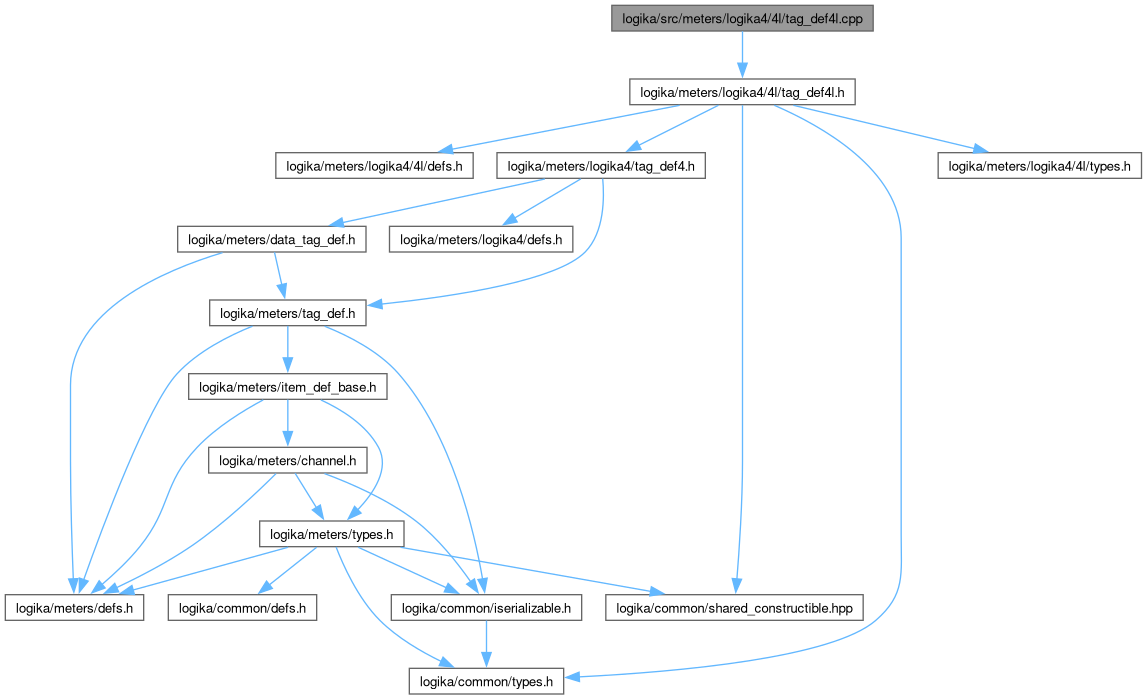 logika/src/meters/logika4/4l/tag_def4l.cpp
logika/meters/logika4/4l/tag_def4l.h
logika/meters/logika4/4l/defs.h
logika/meters/logika4/tag_def4.h
logika/meters/logika4/4l/types.h
logika/meters/data_tag_def.h
logika/meters/logika4/defs.h
logika/meters/tag_def.h
logika/meters/item_def_base.h
logika/meters/channel.h
logika/meters/types.h
logika/meters/defs.h
logika/common/defs.h
logika/common/iserializable.h
logika/common/shared_constructible.hpp
logika/common/types.h